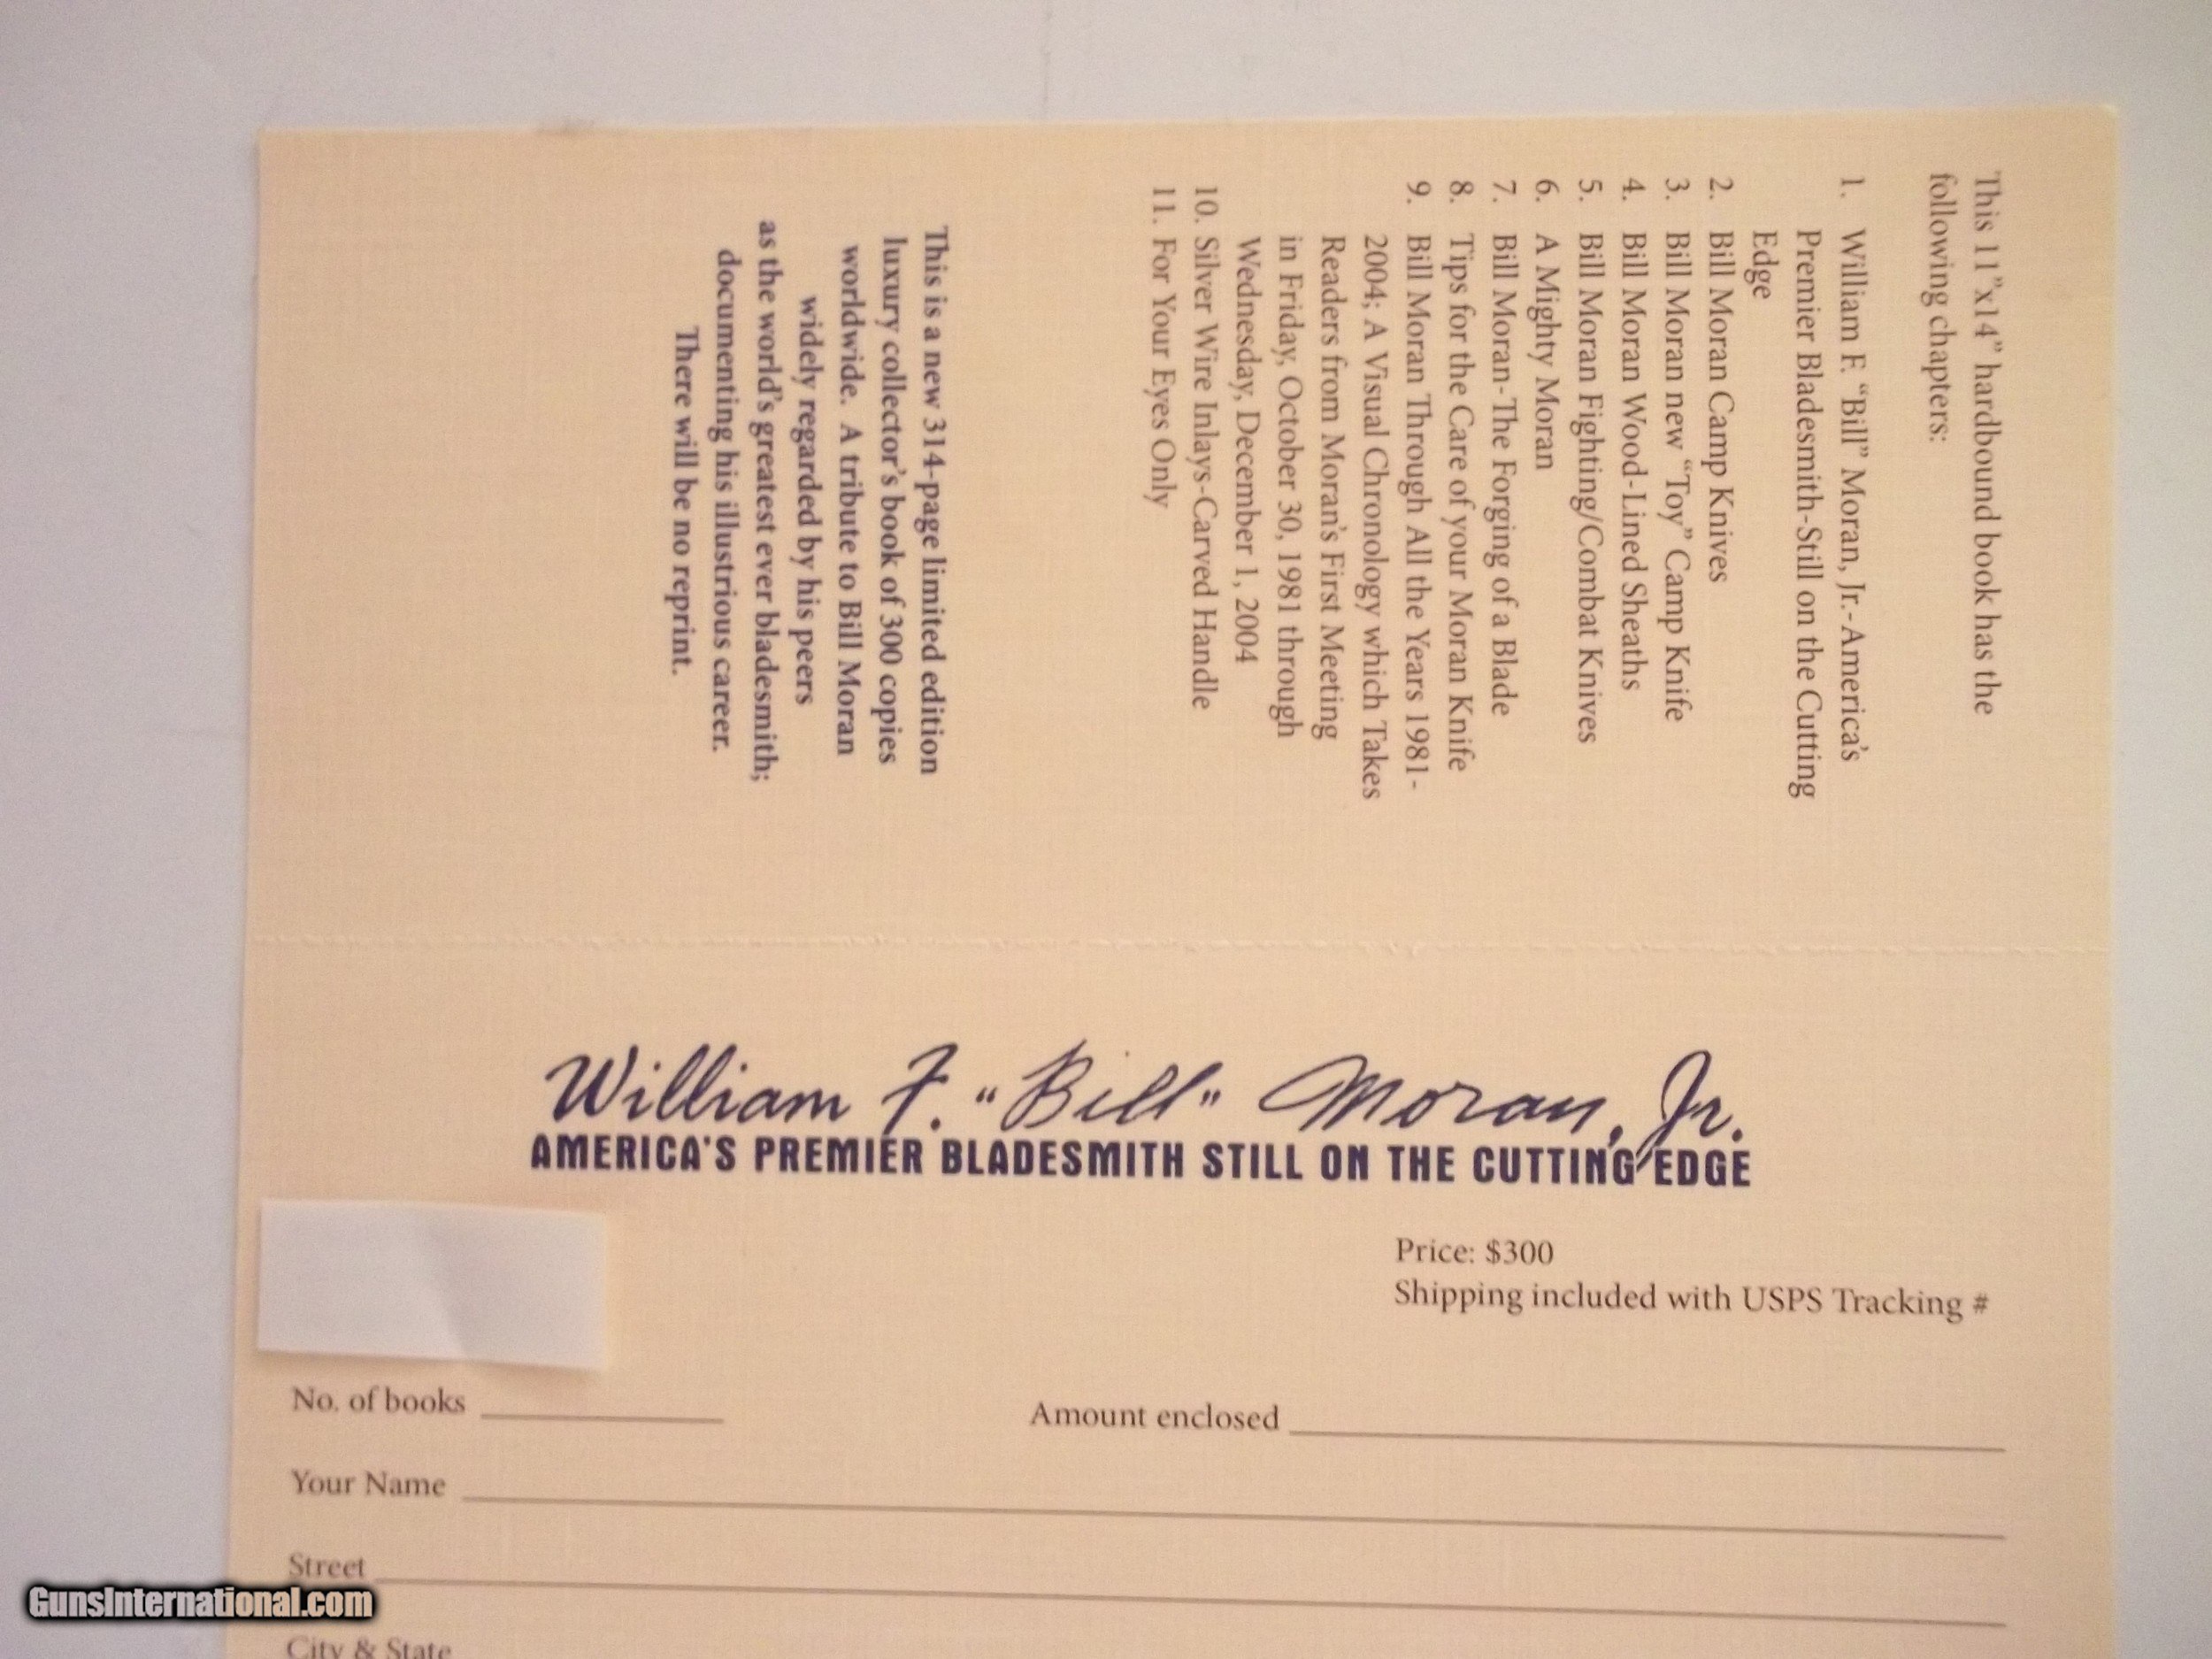 This 11”x14” hardbound book has the
following chapters:
1. William F. “Bill” Moran, Jr.-America's
Premier Bladesmith-Still on the Cutting
Edge
2. Bill Moran Camp Knives
3. Bill Moran new “Toy” Camp Knife
4. Bill Moran Wood-Lined Sheaths
5. Bill Moran Fighting/Combat Knives
6. A Mighty Moran
7. Bill Moran-The Forging of a Blade
8. Tips for the Care of your Moran Knife
9. Bill Moran Through All the Years 1981-
2004; A Visual Chronology which Takes
Readers from Moran's First Meeting
in Friday, October 30, 1981 through
Wednesday, December 1, 2004
10. Silver Wire Inlays-Carved Handle
11. For Your Eyes Only
This is a new 314-page limited edition
luxury collector's book of 300 copies
worldwide. A tribute to Bill Moran
widely regarded by his peers
as the world's greatest ever bladesmith;
documenting his illustrious career.
There will be no reprint.
William F. “Bill” Moran, Jr.
AMERICA'S PREMIER BLADESMITH STILL ON THE CUTTING EDGE
Price: $300
Shipping included with USPS Tracking #
No. of books
Amount enclosed
Your Name
Street
City & State
GunsInternational.com